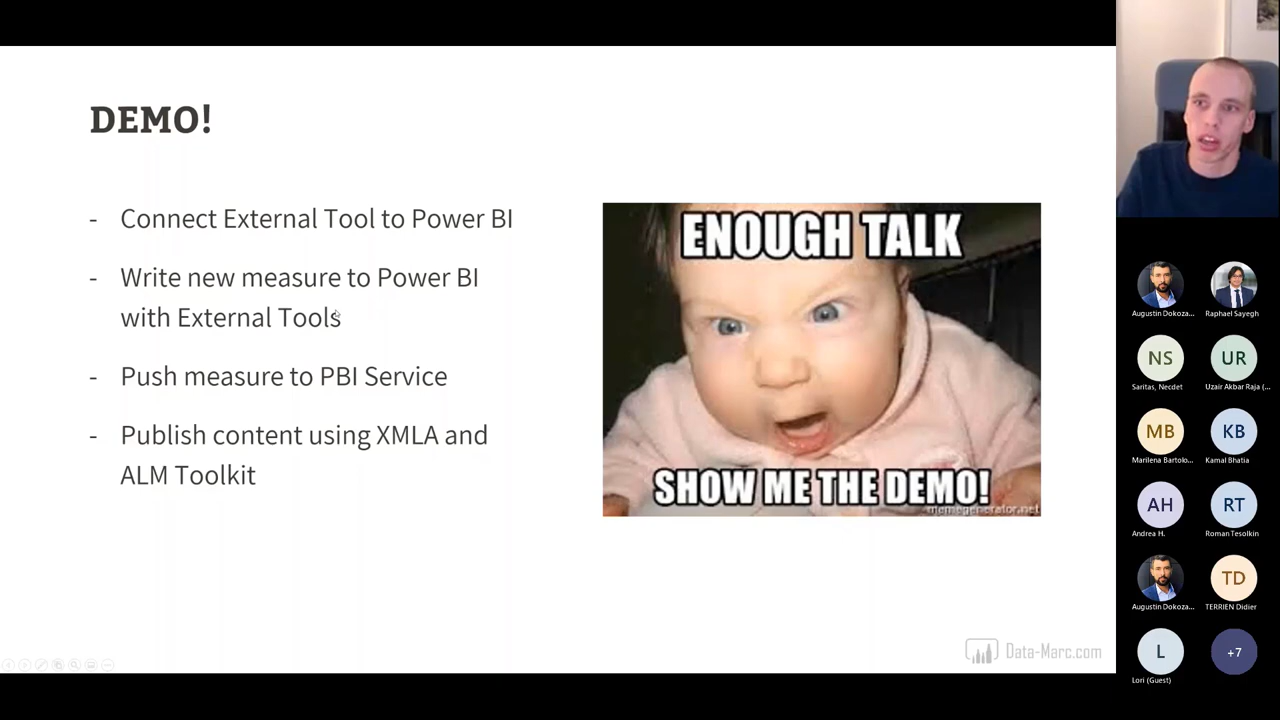 DEMO!
- Connect External Tool to Power BI
- Write new measure to Power BI
with External Tools
- Push measure to PBI Service
- Publish content using XMLA and
ALM Toolkit
ENOUGH TALK
SHOW ME THE DEMO!
memegenerator.net
Data-Marc.com
Augustin Dokoza...
Raphael Sayegh
NS
UR
Saritas, Necdet
Uzair Akbar Raja (...
MB
KB
Marilena Bartolo...
Kamal Bhatia
AH
RT
Andrea H.
Roman Tesolkin
TD
Augustin Dokoza...
TERRIEN Didier
L
+7
Lori (Guest)